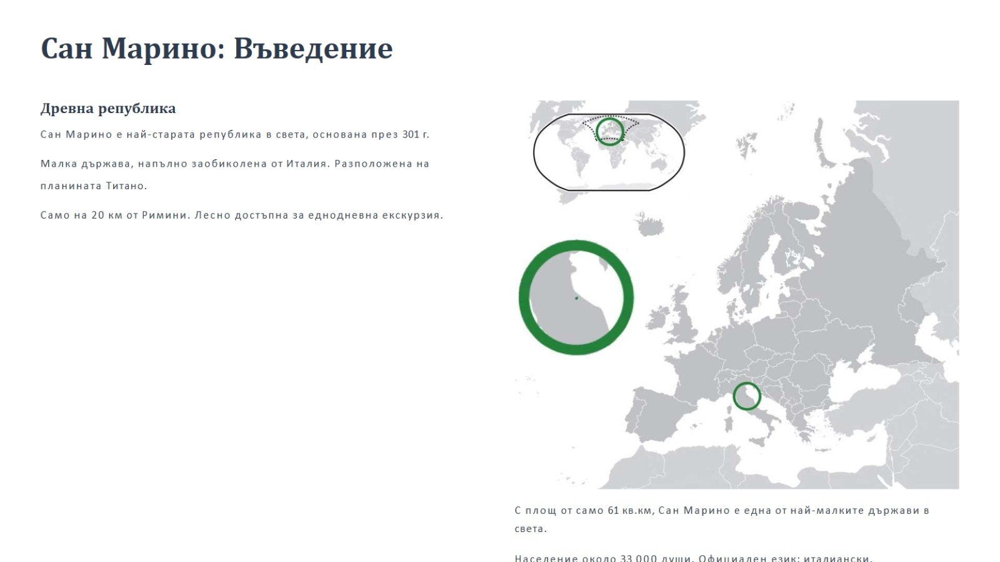 Сан Марино: Въведение
Древна република
Сан Марино е най-старата република в света, основана през 301 г.
Малка държава, напълно заобиколена от Италия. Разположена на
планината Титано.
Само на 20 км от Римини. Лесно достъпна за еднодневна екскурзия.
С площ от само 61 кв.км, Сан Марино е една от най-малките държави в
света.
Население около 33 000 души. Официален език: италиански.